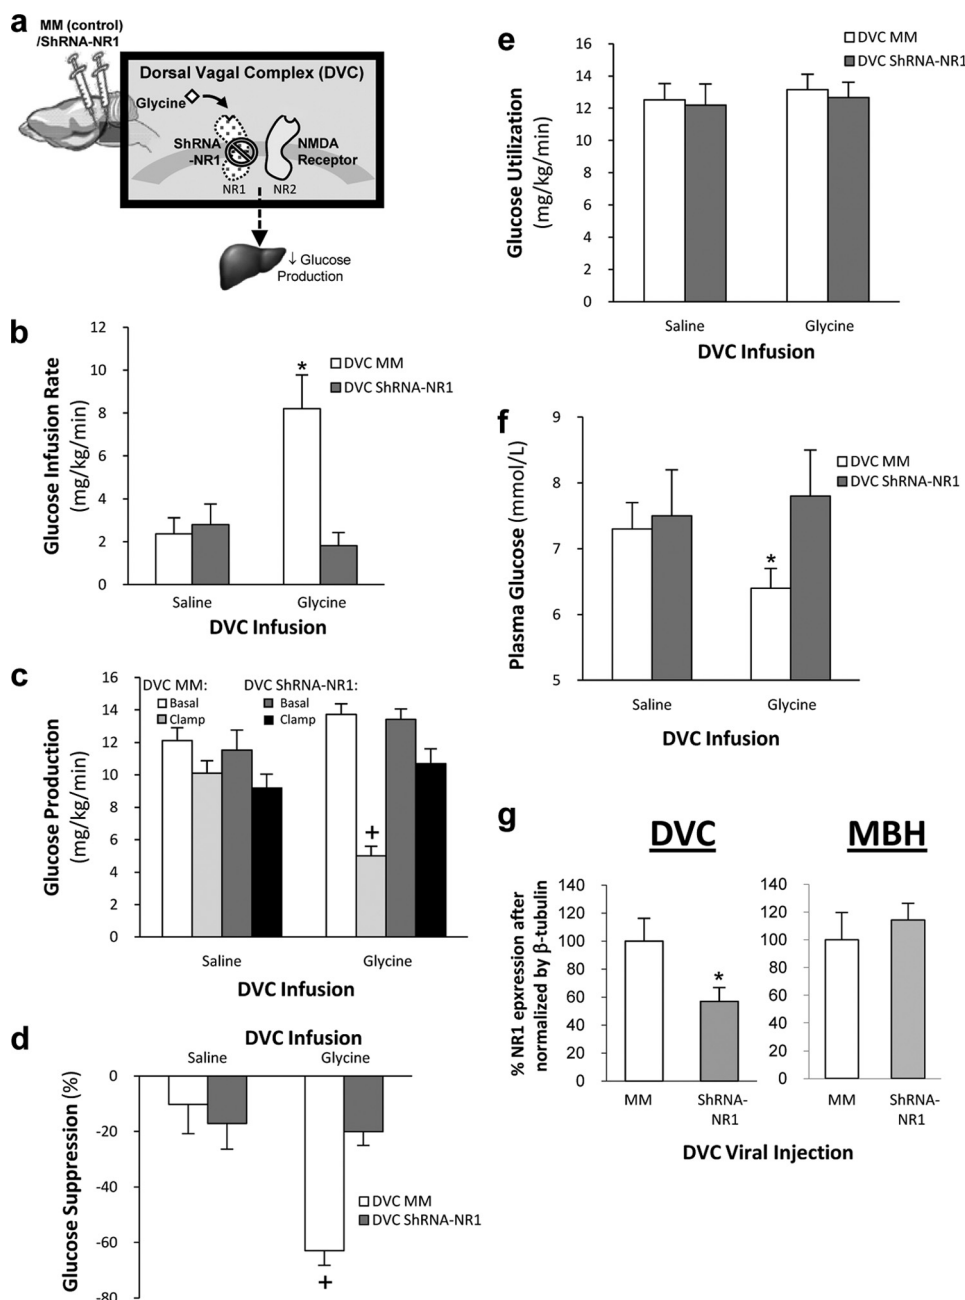 a
MM (control)
/ShRNA-NR1
Dorsal Vagal Complex (DVC)
Glycine
ShRNA
-NR1
NMDA
Receptor
NR1
NR2
↓ Glucose
Production
b
Glucose Infusion Rate
(mg/kg/min)
12
10
8
6
4
2
0
*
DVC MM
DVC ShRNA-NR1
Saline
Glycine
DVC Infusion
c
Glucose Production
(mg/kg/min)
16
14
12
10
8
6
4
2
0
DVC MM:
DVC ShRNA-NR1:
Basal
Basal
Clamp
Clamp
+
Saline
Glycine
DVC Infusion
d
DVC Infusion
Saline
Glycine
Glucose Suppression (%)
0
-20
-40
-60
-80
DVC MM
DVC ShRNA-NR1
+
e
Glucose Utilization
(mg/kg/min)
16
14
12
10
8
6
4
2
0
DVC MM
DVC ShRNA-NR1
Saline
Glycine
DVC Infusion
f
Plasma Glucose (mmol/L)
9
8
7
6
5
DVC MM
DVC ShRNA-NR1
*
Saline
Glycine
DVC Infusion
g
DVC
MBH
% NR1 epxression after
normalized by β-tubulin
140
120
100
80
60
40
20
0
*
MM
ShRNA-
NR1
140
120
100
80
60
40
20
0
MM
ShRNA-
NR1
DVC Viral Injection